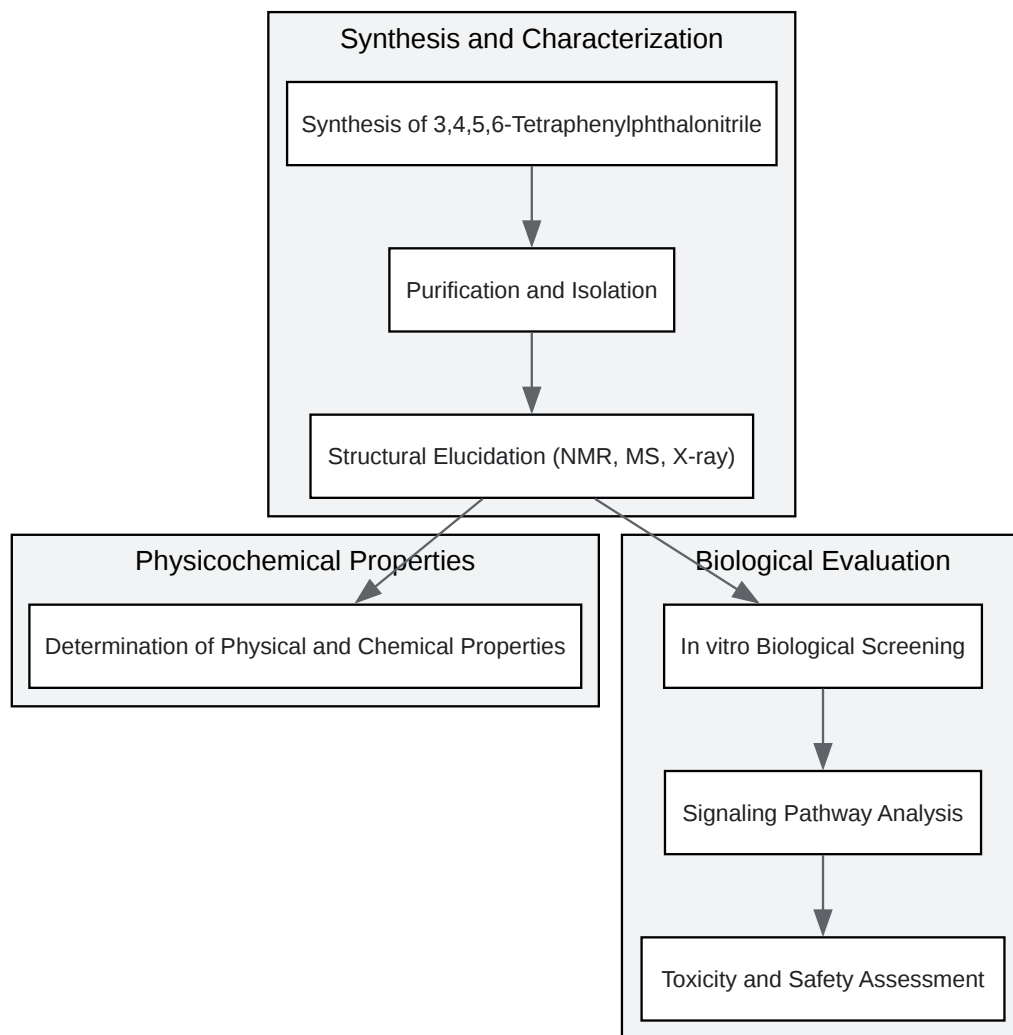 Synthesis and Characterization
Synthesis of 3,4,5,6-Tetraphenylphthalonitrile
Purification and Isolation
Structural Elucidation (NMR, MS, X-ray)
Physicochemical Properties
Determination of Physical and Chemical Properties
Biological Evaluation
In vitro Biological Screening
Signaling Pathway Analysis
Toxicity and Safety Assessment